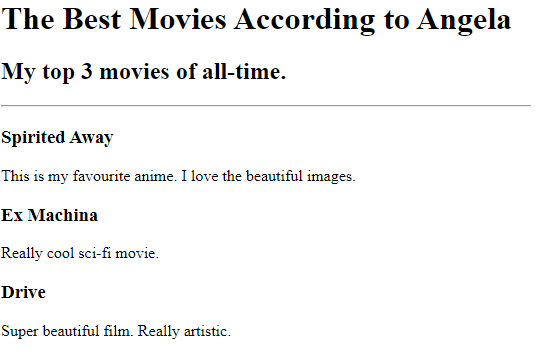 The Best Movies According to Angela
My top 3 movies of all-time.
Spirited Away
This is my favourite anime. I love the beautiful images.
Ex Machina
Really cool sci-fi movie.
Drive
Super beautiful film. Really artistic.